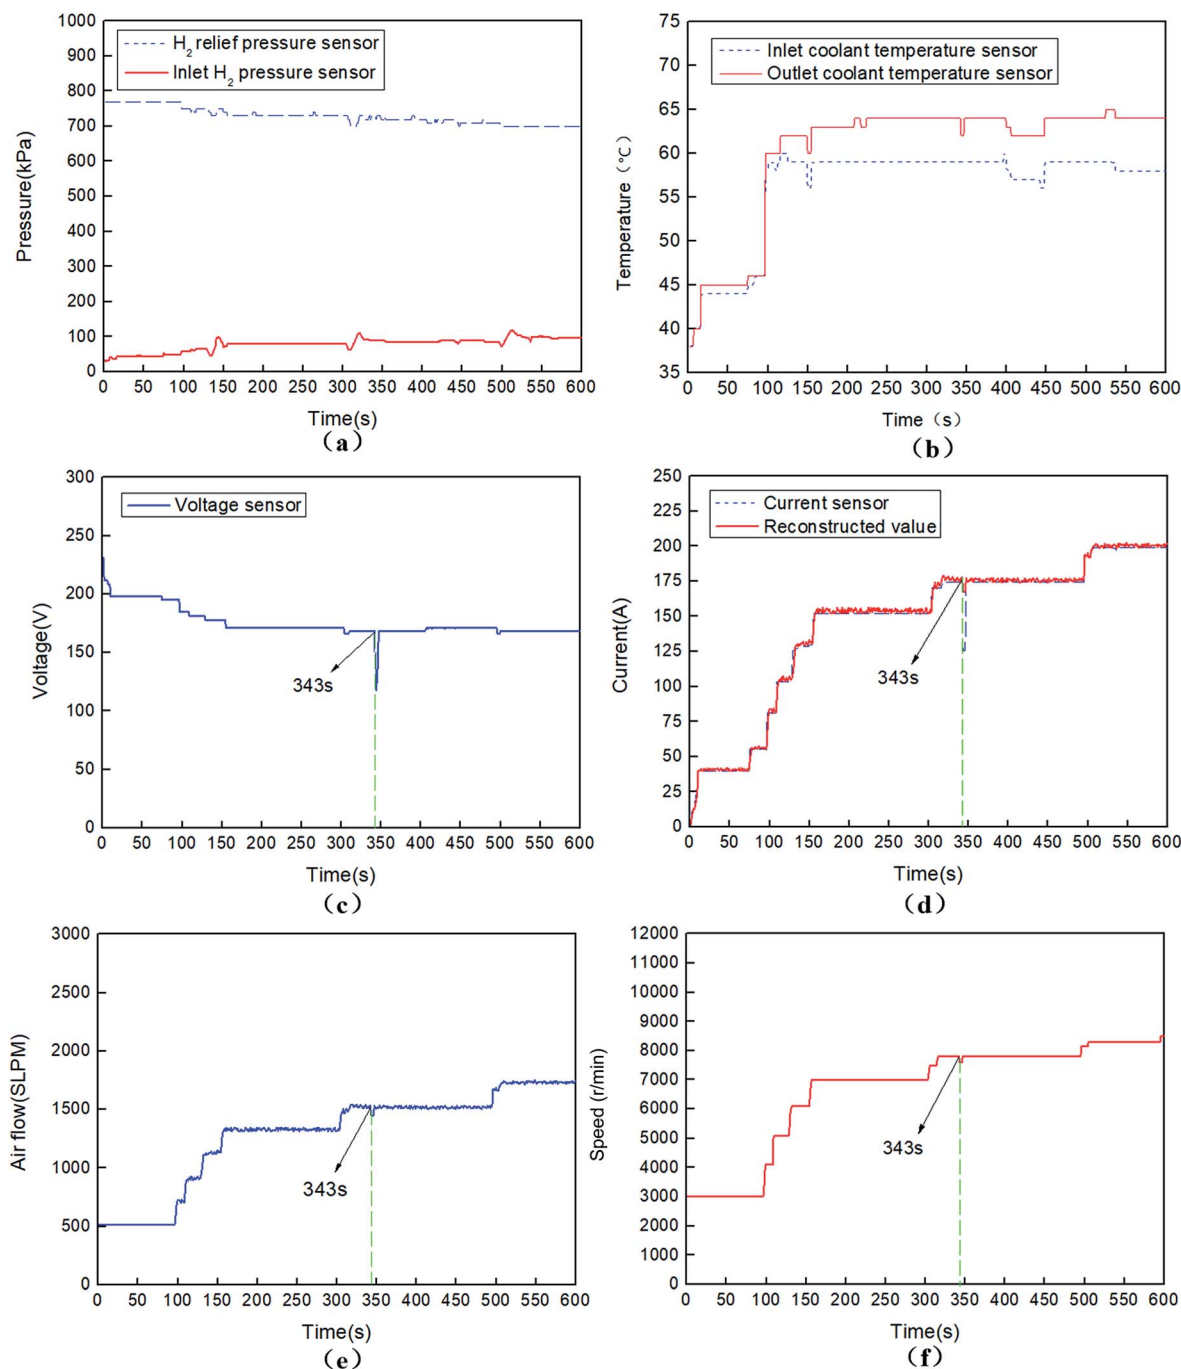 1000
900
800
700
600
500
400
300
200
100
0
Pressure(kPa)
H2 relief pressure sensor
Inlet H2 pressure sensor
0 50 100 150 200 250 300 350 400 450 500 550 600
Time(s)
(a)
75
70
65
60
55
50
45
40
35
Temperature (℃)
Inlet coolant temperature sensor
Outlet coolant temperature sensor
0 50 100 150 200 250 300 350 400 450 500 550 600
Time (s)
(b)
300
250
200
150
100
50
0
Voltage(V)
Voltage sensor
343s
0 50 100 150 200 250 300 350 400 450 500 550 600
Time(s)
(c)
250
225
200
175
150
125
100
75
50
25
0
Current(A)
Current sensor
Reconstructed value
343s
0 50 100 150 200 250 300 350 400 450 500 550 600
Time(s)
(d)
3000
2500
2000
1500
1000
500
0
Air flow(SLPM)
343s
0 50 100 150 200 250 300 350 400 450 500 550 600
Time(s)
(e)
12000
11000
10000
9000
8000
7000
6000
5000
4000
3000
2000
1000
0
Speed (r/min)
343s
0 50 100 150 200 250 300 350 400 450 500 550 600
Time(s)
(f)